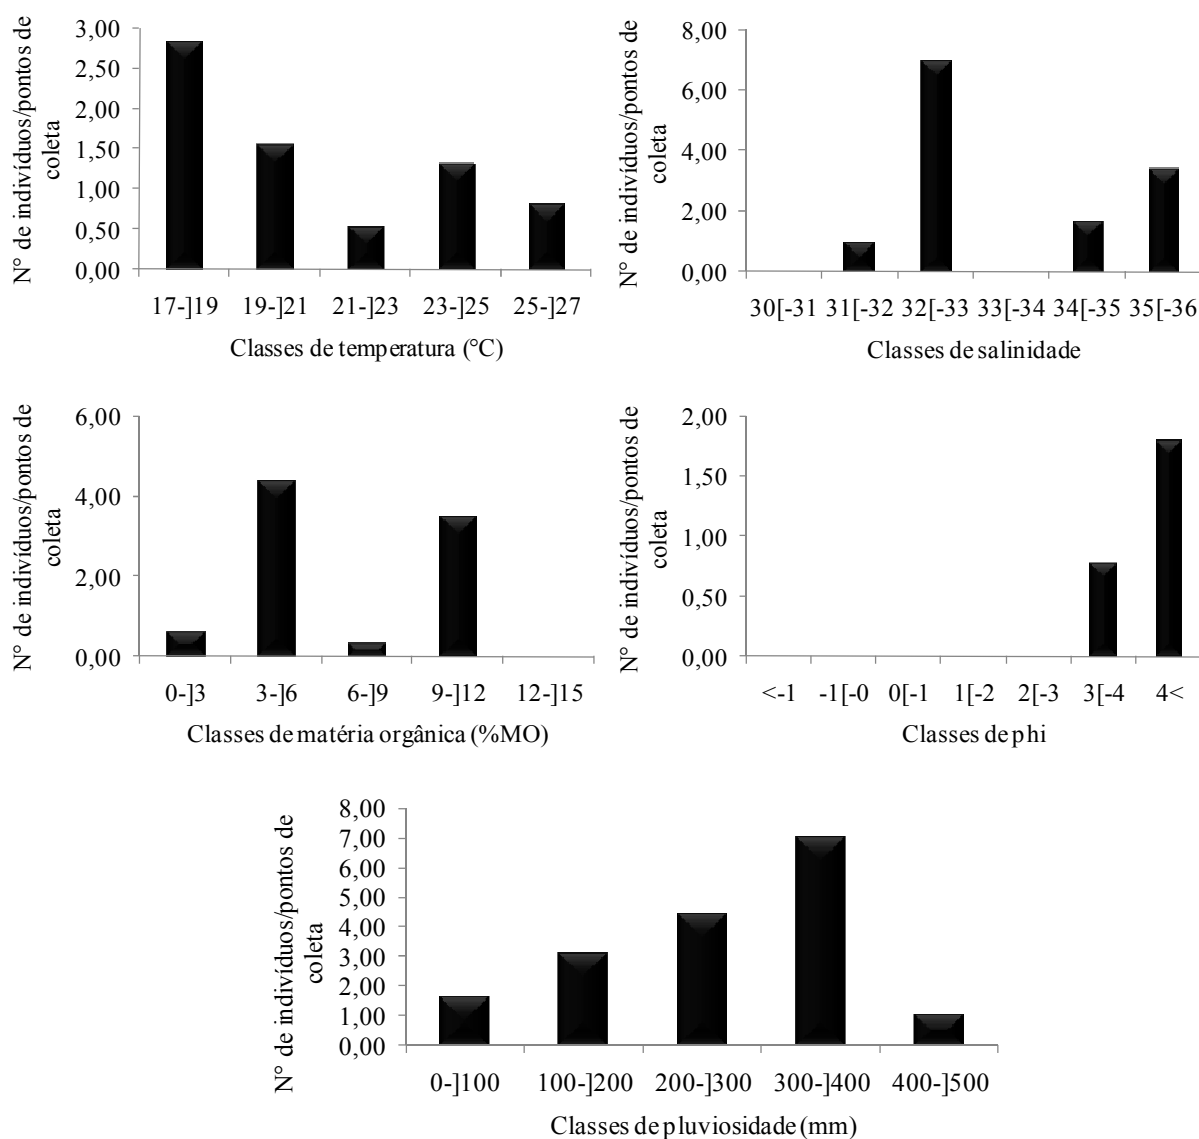 N° de indivíduos/pontos de
coleta
3,00
2,50
2,00
1,50
1,00
0,50
0,00
17-]19 19-]21 21-]23 23-]25 25-]27
Classes de temperatura (°C)
N° de indivíduos/pontos de
coleta
8,00
6,00
4,00
2,00
0,00
30[-31 31[-32 32[-33 33[-34 34[-35 35[-36
Classes de salinidade
N° de indivíduos/pontos de
coleta
6,00
4,00
2,00
0,00
0-]3 3-]6 6-]9 9-]12 12-]15
Classes de matéria orgânica (%MO)
N° de indivíduos/pontos de
coleta
2,00
1,50
1,00
0,50
0,00
<-1 -1[-0 0[-1 1[-2 2[-3 3[-4 4<
Classes de phi
N° de indivíduos/pontos de
coleta
8,00
7,00
6,00
5,00
4,00
3,00
2,00
1,00
0,00
0-]100 100-]200 200-]300 300-]400 400-]500
Classes de pluviosidade (mm)